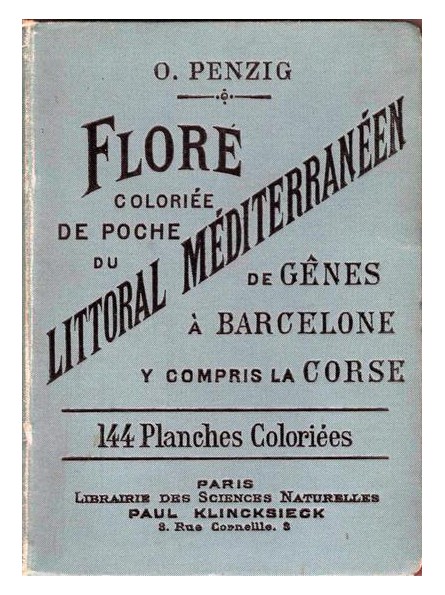 O. PENZIG
FLORE
COLORIÉE
DE POCHE
DU
LITTORAL MÉDITERRANÉEN
DE GÊNES
À BARCELONE
Y COMPRIS LA CORSE
144 Planches Coloriées
PARIS
LIBRAIRIE DES SCIENCES NATURELLES
PAUL KLINCKSIECK
3. Rue Corneille. 3